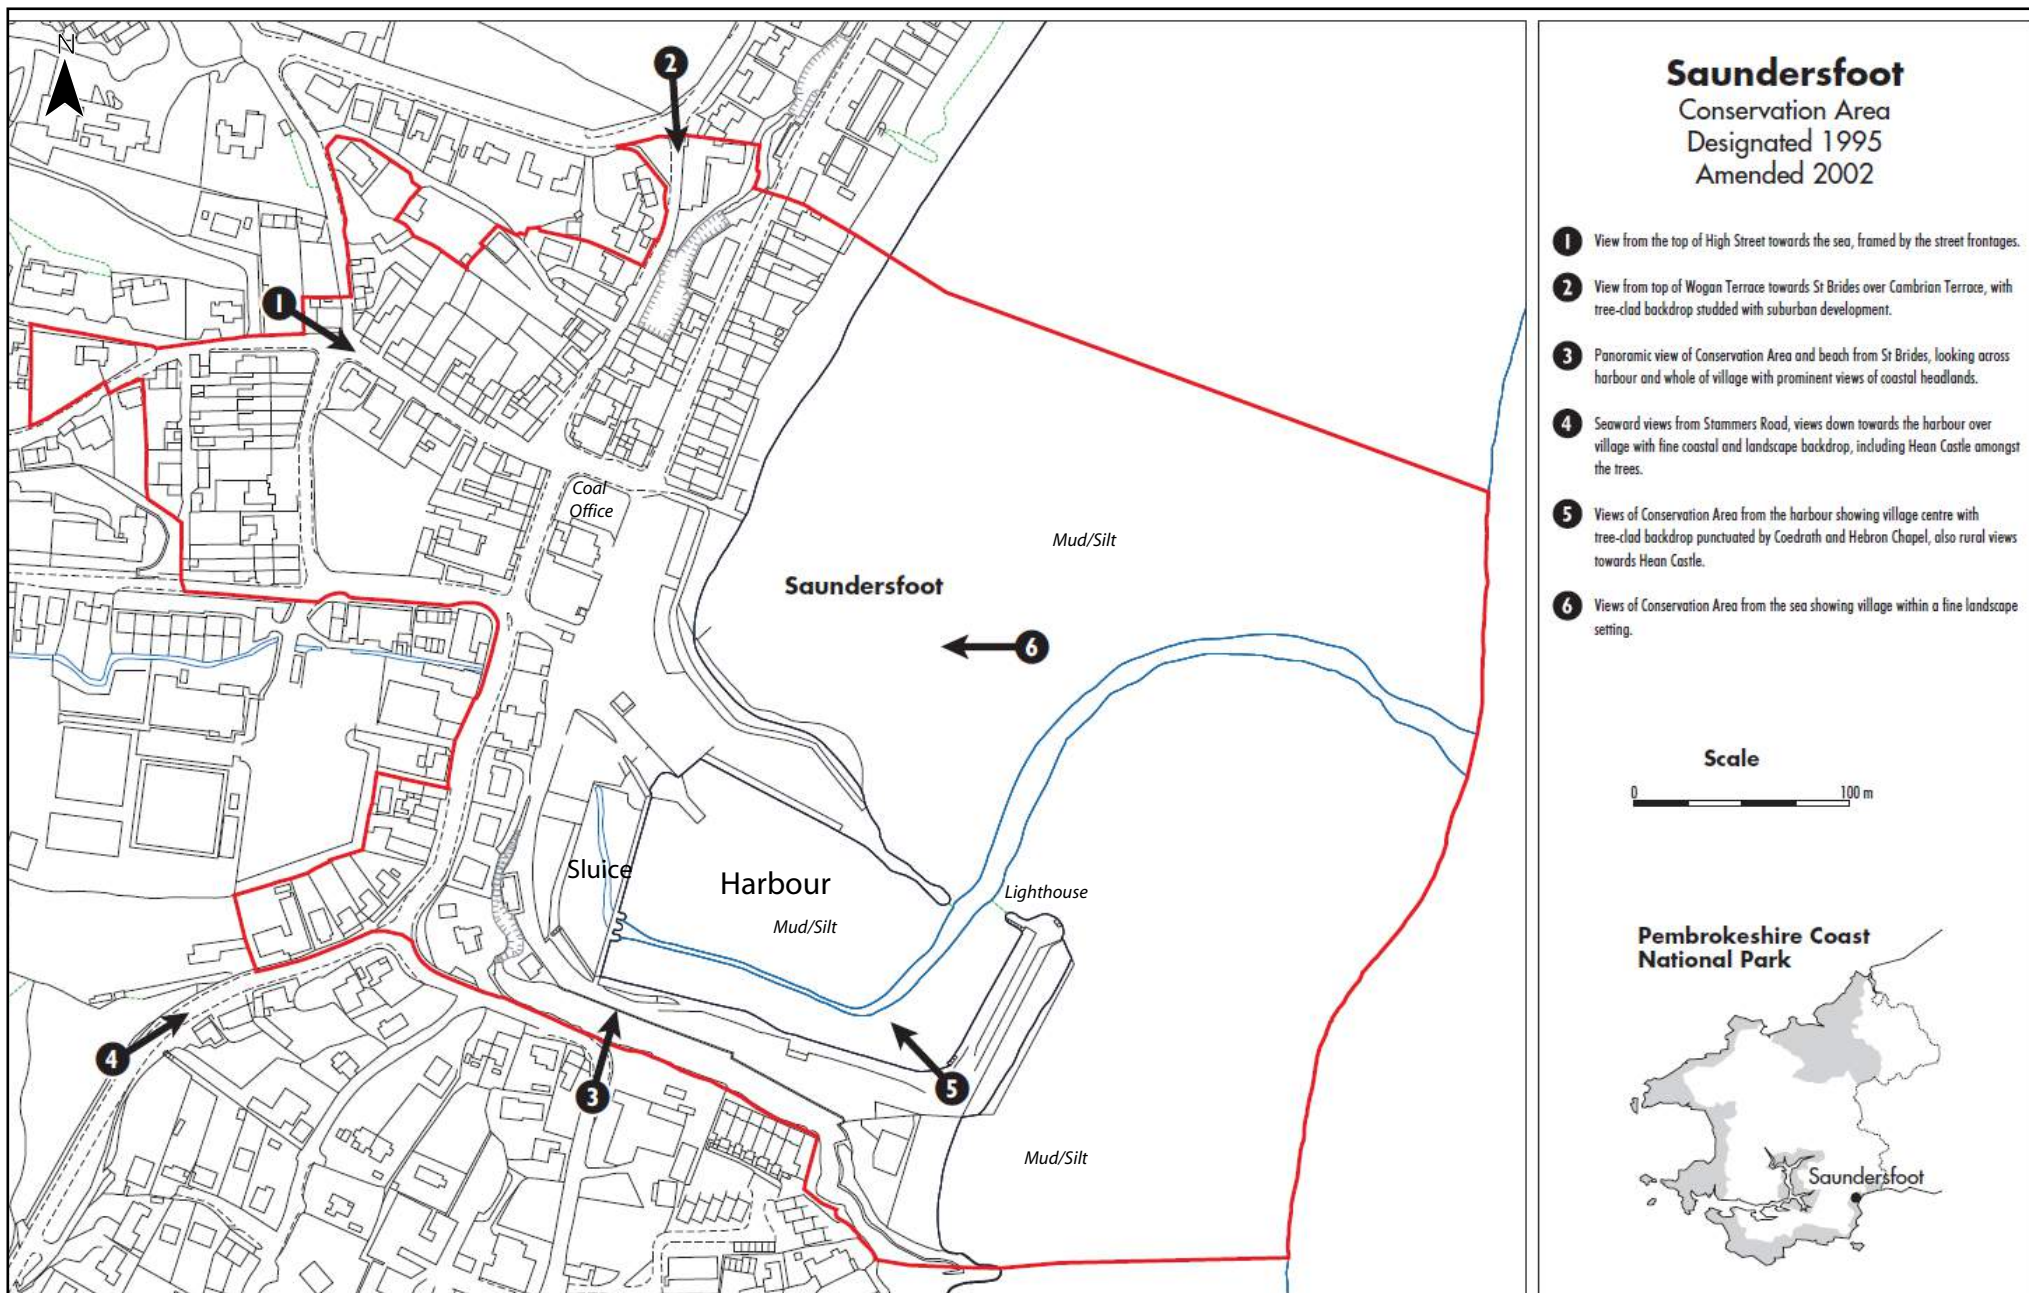 N
2
1
Coal
Office
Mud/Silt
Saundersfoot
6
Sluice
Harbour
Mud/Silt
Lighthouse
4
3
5
Mud/Silt
Saundersfoot
Conservation Area
Designated 1995
Amended 2002
1 View from the top of High Street towards the sea, framed by the street frontages.
2 View from top of Wogan Terrace towards St Brides over Cambrian Terrace, with
tree-clad backdrop studded with suburban development.
3 Panoramic view of Conservation Area and beach from St Brides, looking across
harbour and whole of village with prominent views of coastal headlands.
4 Seaward views from Stammers Road, views down towards the harbour over
village with fine coastal and landscape backdrop, including Hean Castle amongst
the trees.
5 Views of Conservation Area from the harbour showing village centre with
tree-clad backdrop punctuated by Coedrath and Hebron Chapel, also rural views
towards Hean Castle.
6 Views of Conservation Area from the sea showing village within a fine landscape
setting.
Scale
0 100 m
Pembrokeshire Coast
National Park
Saundersfoot